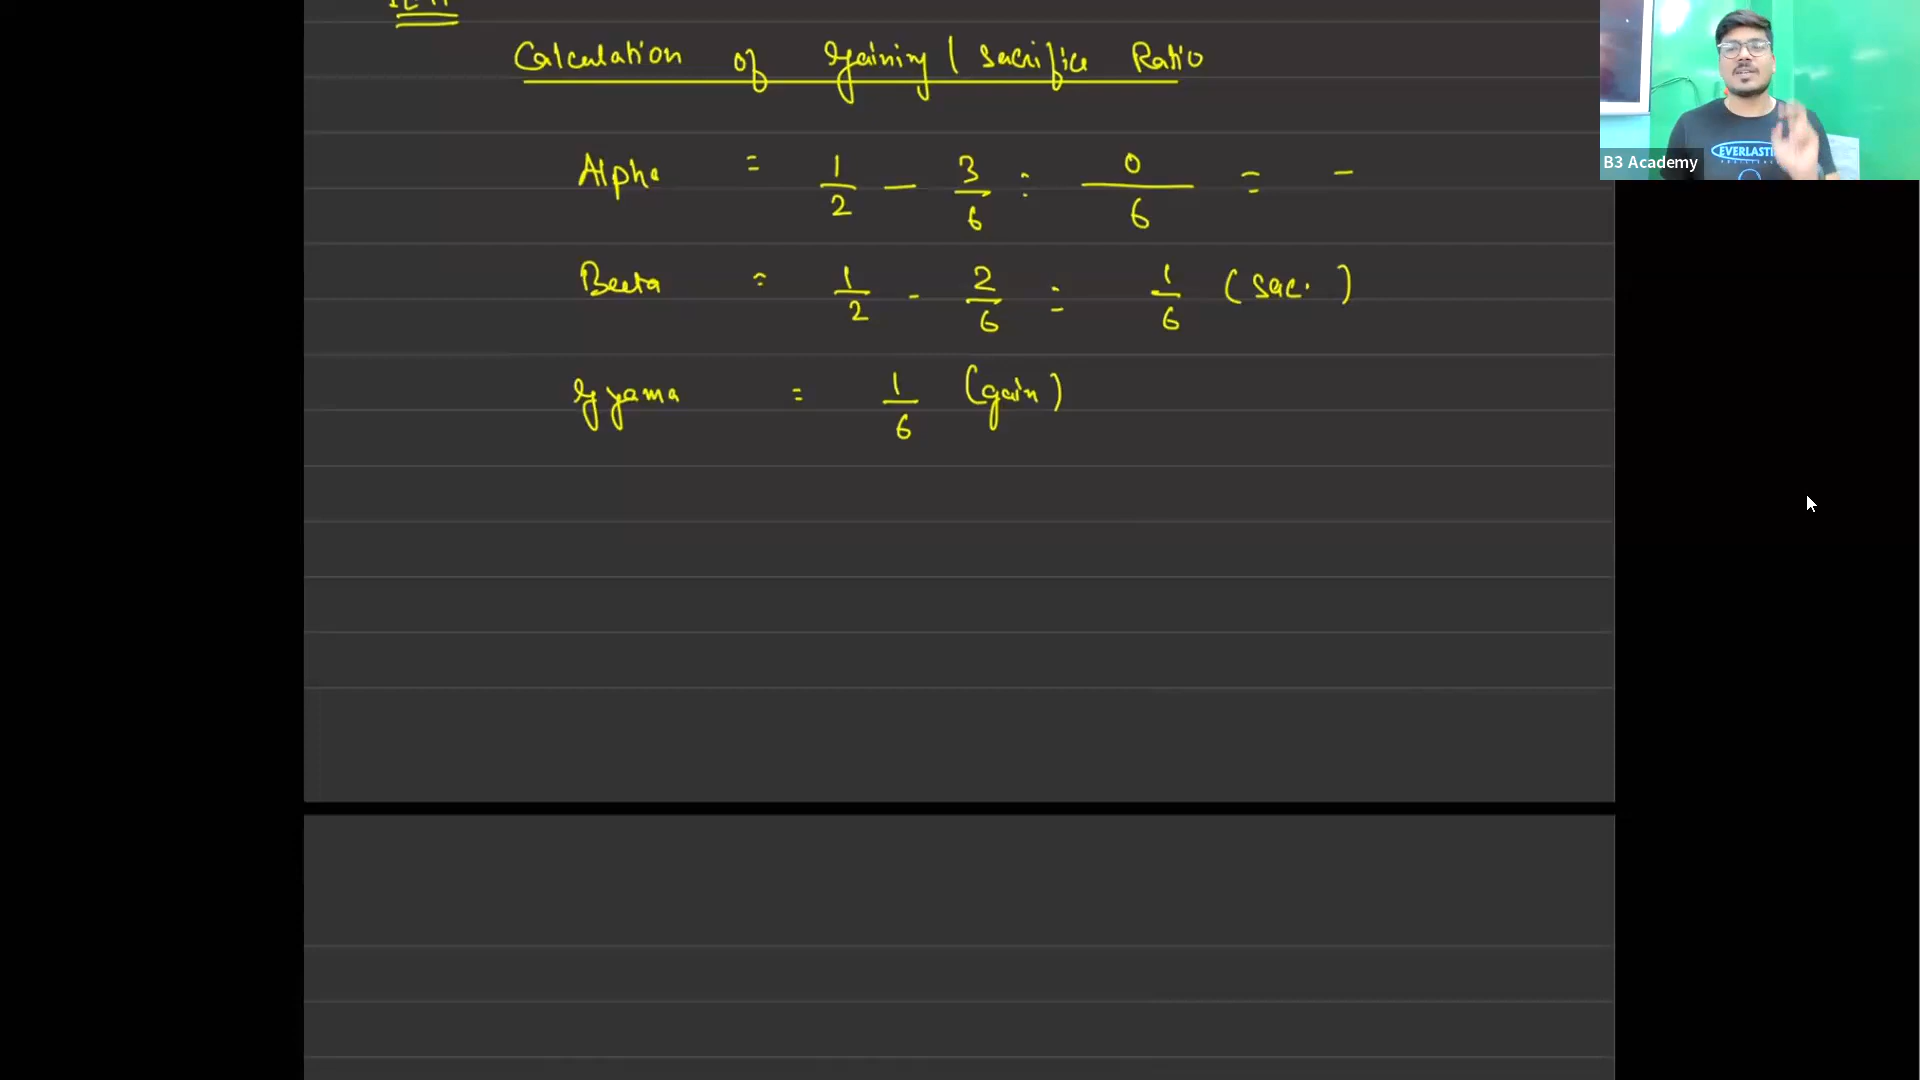 Calculation of Gaining / Sacrifice Ratio
Alpha = 1/2 - 3/6 = 0/6 = -
Beeta = 1/2 - 2/6 = 1/6 (Sac.)
Gyama = 1/6 (gain)
EVERLAST
B3 Academy